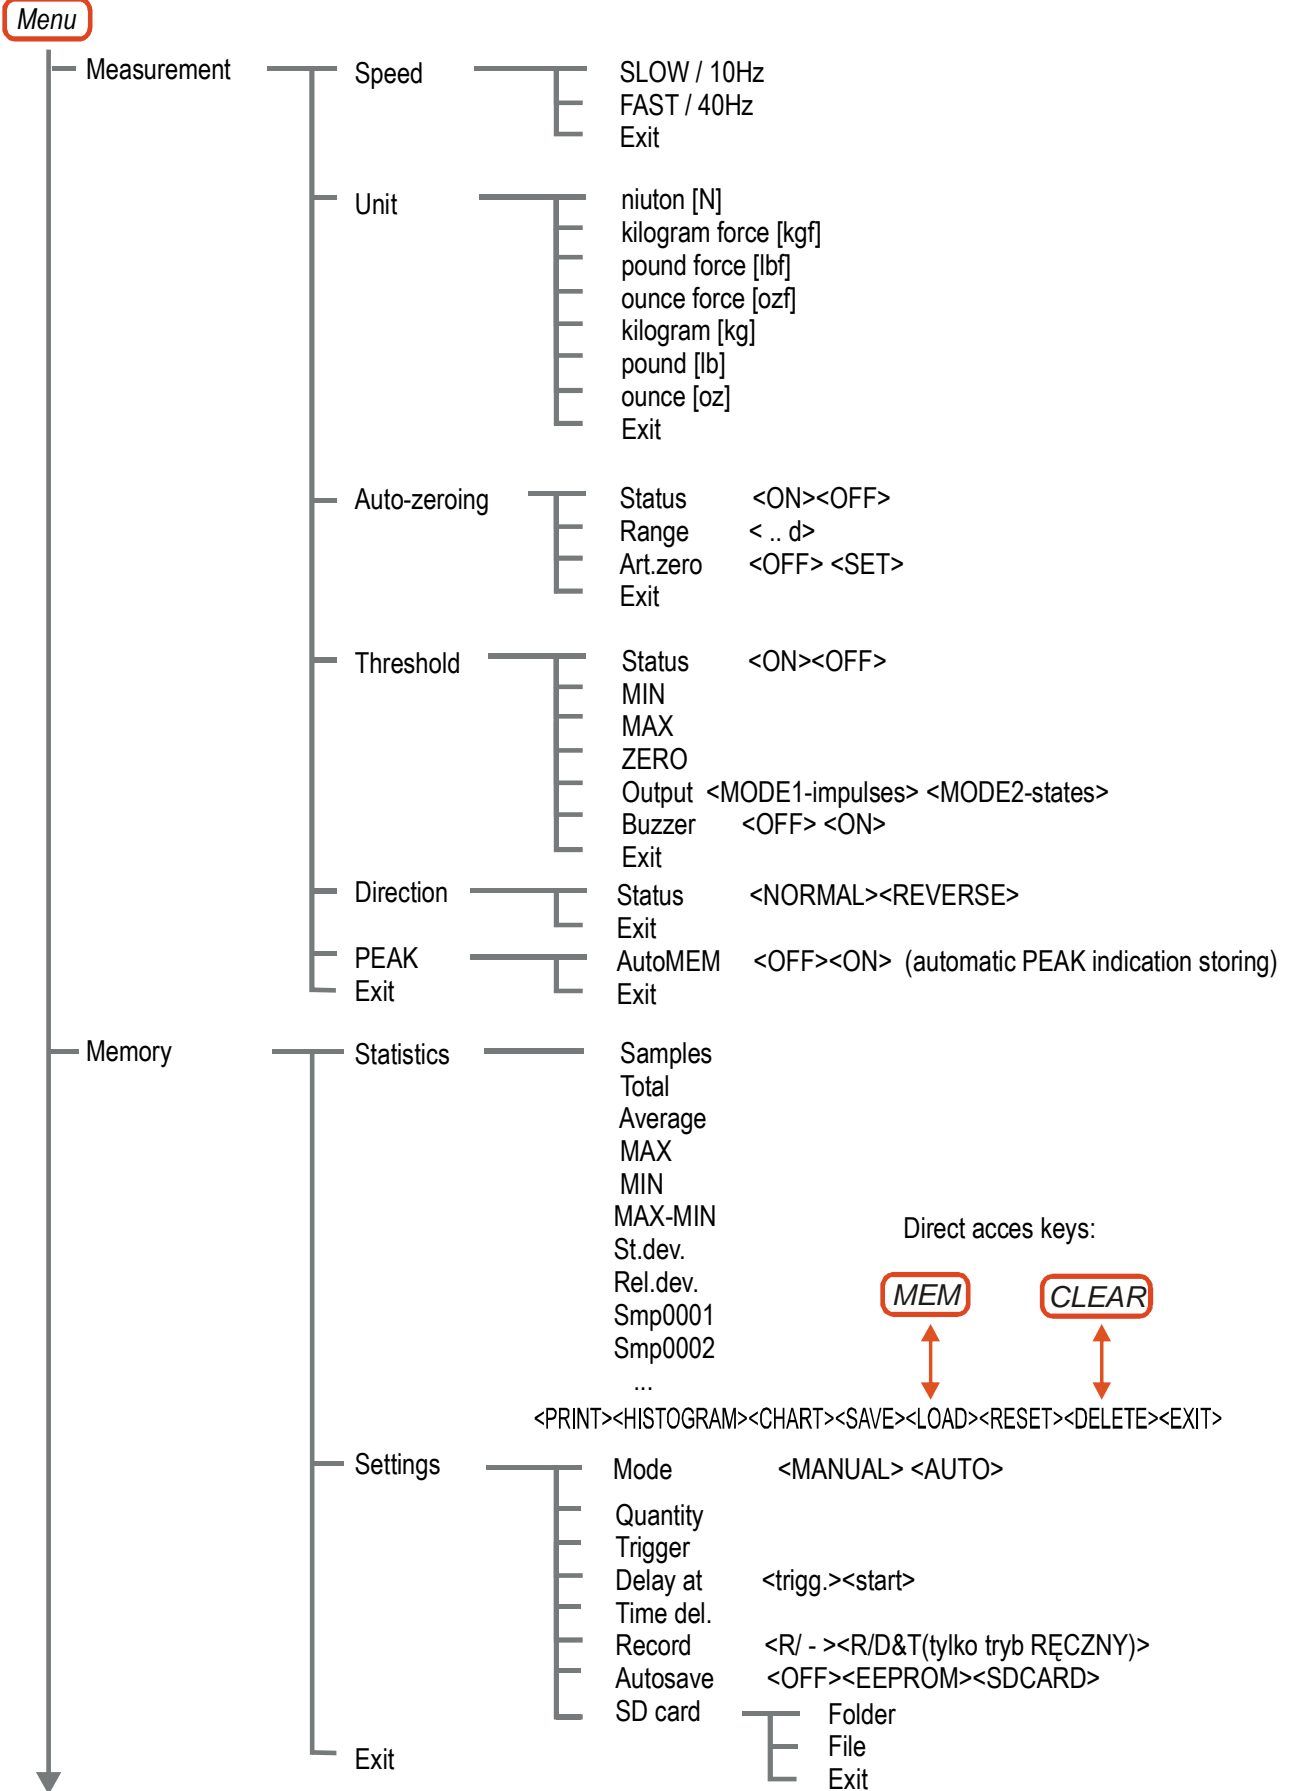 Menu
Measurement Speed SLOW / 10Hz
FAST / 40Hz
Exit
Unit niuton [N]
kilogram force [kgf]
pound force [lbf]
ounce force [ozf]
kilogram [kg]
pound [lb]
ounce [oz]
Exit
Auto-zeroing Status <ON><OFF>
Range < .. d>
Art.zero <OFF> <SET>
Exit
Threshold Status <ON><OFF>
MIN
MAX
ZERO
Output <MODE1-impulses> <MODE2-states>
Buzzer <OFF> <ON>
Exit
Direction Status <NORMAL><REVERSE>
Exit
PEAK AutoMEM <OFF><ON> (automatic PEAK indication storing)
Exit Exit
Memory Statistics Samples
Total
Average
MAX
MIN
MAX-MIN
Direct acces keys:
St.dev.
Rel.dev.
MEM CLEAR
Smp0001
Smp0002
...
<PRINT><HISTOGRAM><CHART><SAVE><LOAD><RESET><DELETE><EXIT>
Settings Mode <MANUAL> <AUTO>
Quantity
Trigger
Delay at <trigg.><start>
Time del.
Record <R/ - ><R/D&T(tylko tryb RĘCZNY)>
Autosave <OFF><EEPROM><SDCARD>
SD card Folder
File
Exit
Exit